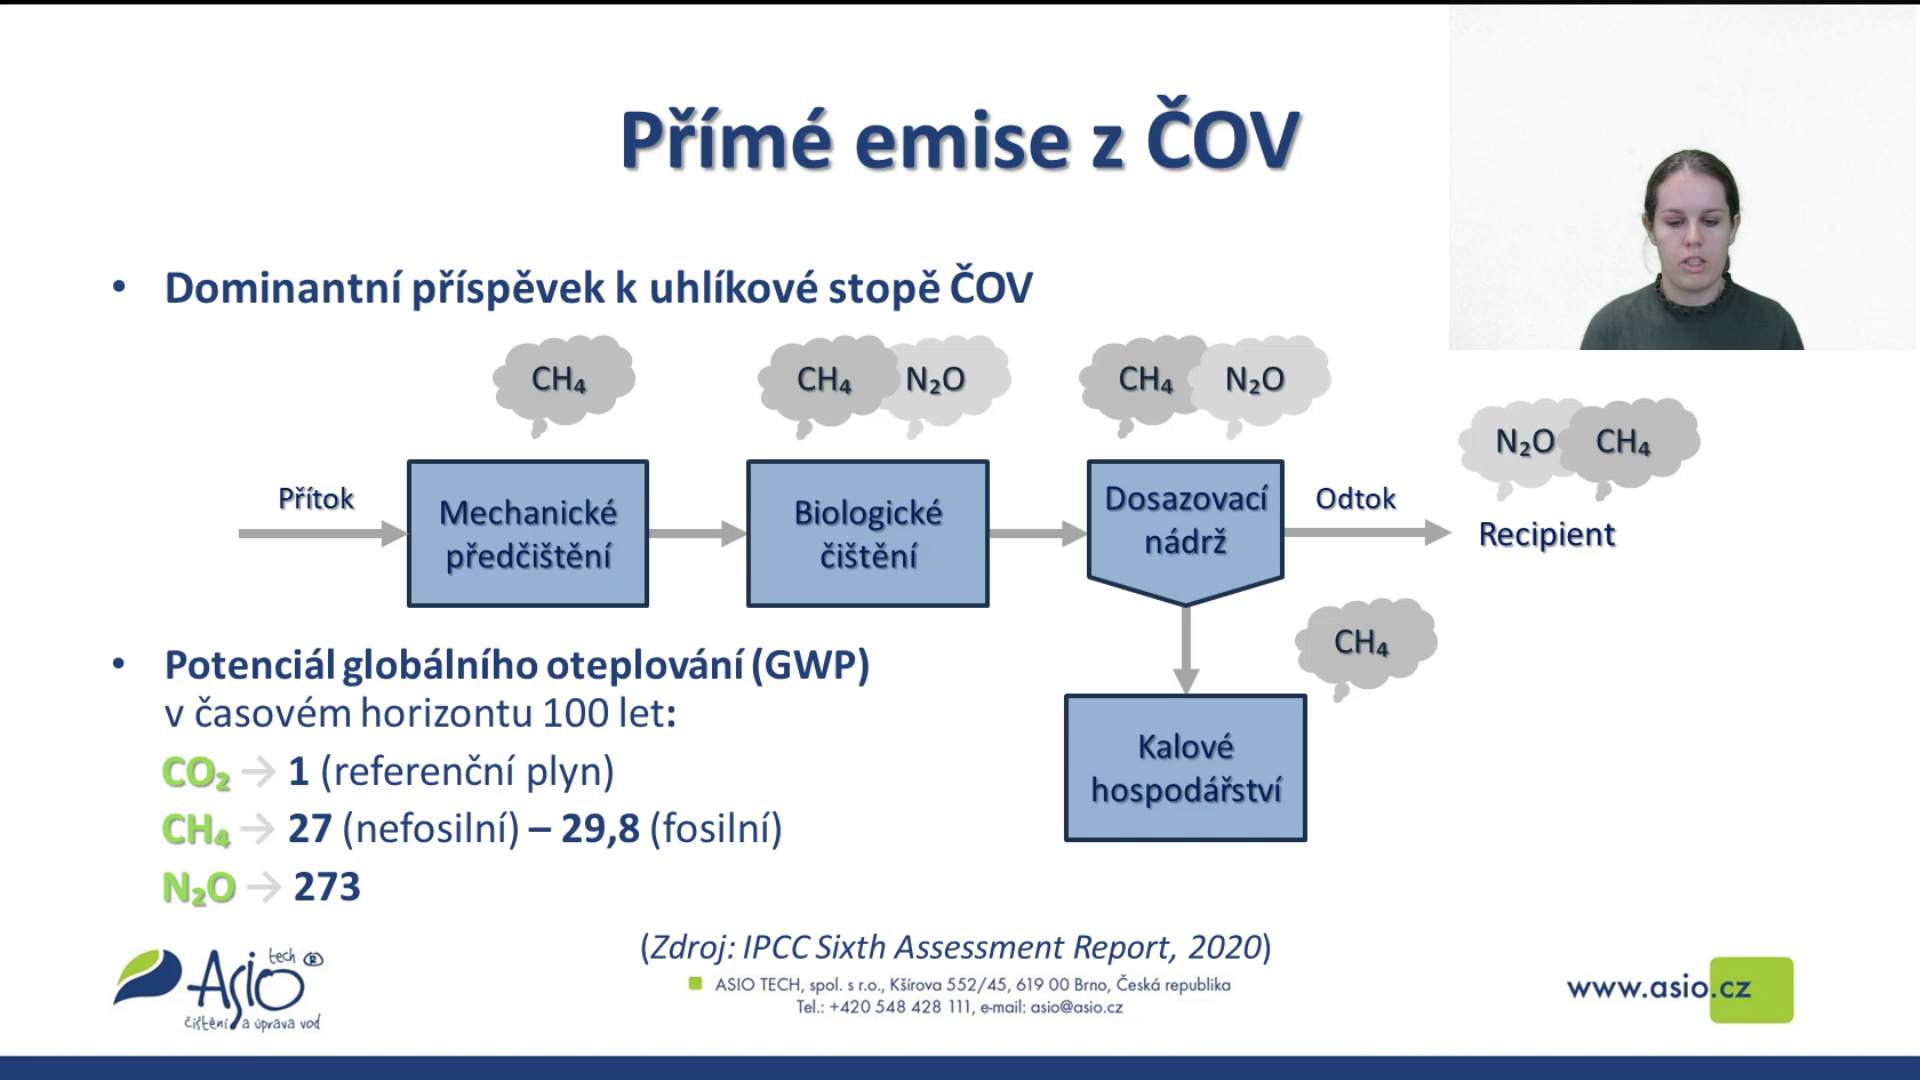 Přímé emise z ČOV
• Dominantní příspěvek k uhlíkové stopě ČOV
CH₄
CH₄ N₂O
CH₄ N₂O
N₂O CH₄
Přítok
Mechanické
předčištění
Biologické
čištění
Dosazovací
nádrž
Odtok
Recipient
CH₄
Kalové
hospodářství
• Potenciál globálního oteplování (GWP)
v časovém horizontu 100 let:
CO₂ → 1 (referenční plyn)
CH₄ → 27 (nefosilní) – 29,8 (fosilní)
N₂O → 273
(Zdroj: IPCC Sixth Assessment Report, 2020)
Asio tech ®
čištění a úprava vod
ASIO TECH, spol. s r.o., Kšírova 552/45, 619 00 Brno, Česká republika
Tel.: +420 548 428 111, e-mail: asio@asio.cz
www.asio.cz